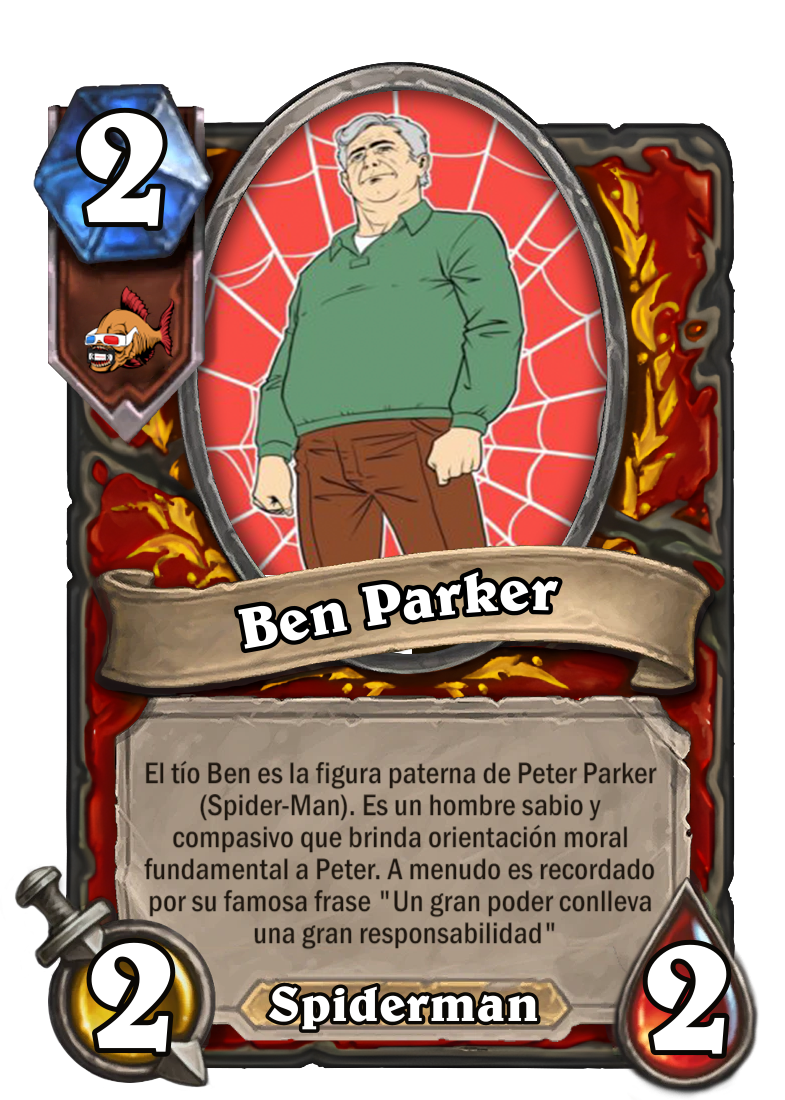 2
Ben Parker
El tío Ben es la figura paterna de Peter Parker
(Spider-Man). Es un hombre sabio y
compasivo que brinda orientación moral
fundamental a Peter. A menudo es recordado
por su famosa frase "Un gran poder conlleva
una gran responsabilidad"
Spiderman
2
2